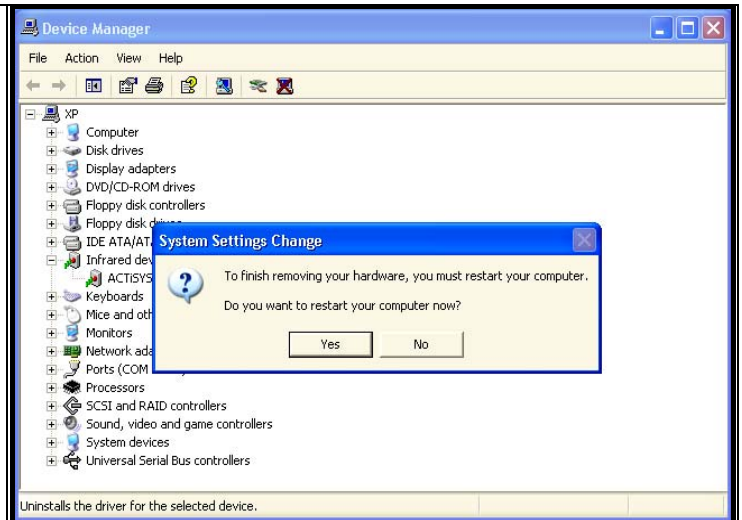 Device Manager
File Action View Help
XP
Computer
Disk drives
Display adapters
DVD/CD-ROM drives
Floppy disk controllers
Floppy disk
IDE ATA/AT
System Settings Change
Infrared dev
ACTiSYS
To finish removing your hardware, you must restart your computer.
Keyboards
Do you want to restart your computer now?
Mice and oth
Monitors
Yes No
Network ada
Ports (COM
Processors
SCSI and RAID controllers
Sound, video and game controllers
System devices
Universal Serial Bus controllers
Uninstalls the driver for the selected device.